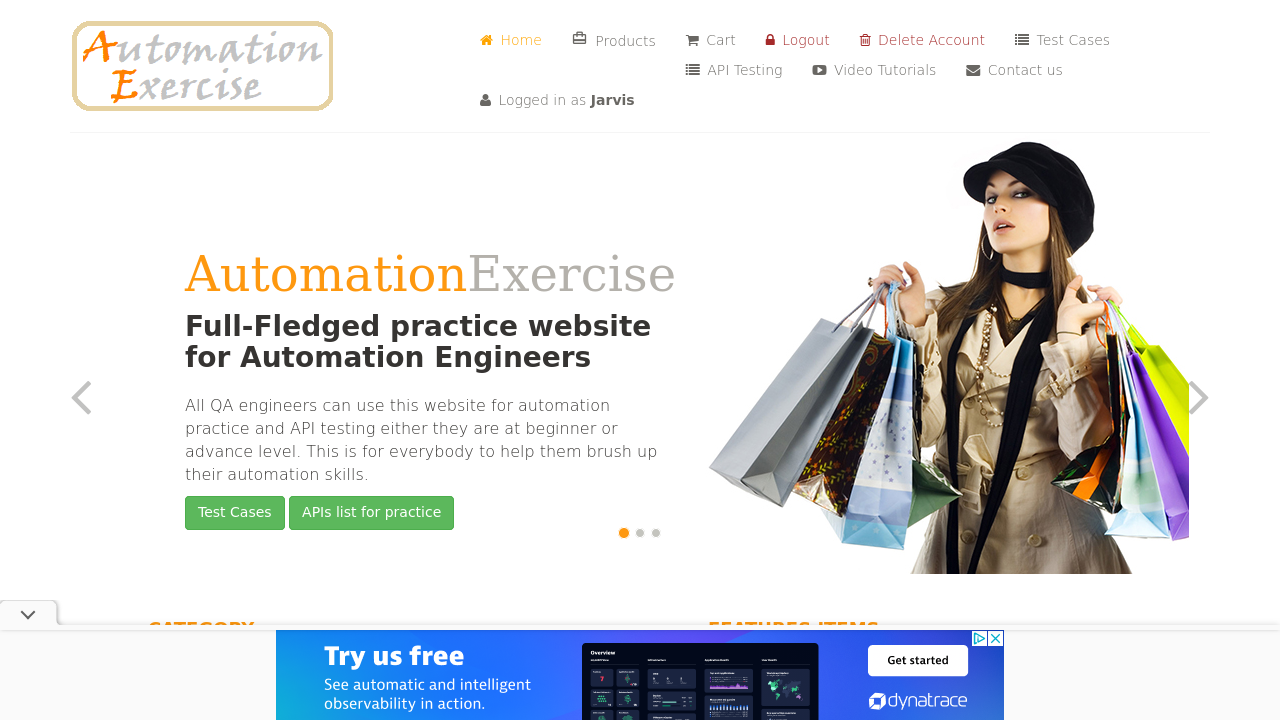 Automation
Exercise
Home
Products
Cart
Logout
Delete Account
Test Cases
API Testing
Video Tutorials
Contact us
Logged in as Jarvis
AutomationExercise
Full-Fledged practice website
for Automation Engineers
All QA engineers can use this website for automation
practice and API testing either they are at beginner or
advance level. This is for everybody to help them brush up
their automation skills.
Test Cases
APIs list for practice
CATEGORY
FEATURES ITEMS
Try us free
See automatic and intelligent
observability in action.
Overview
Get started
dynatrace